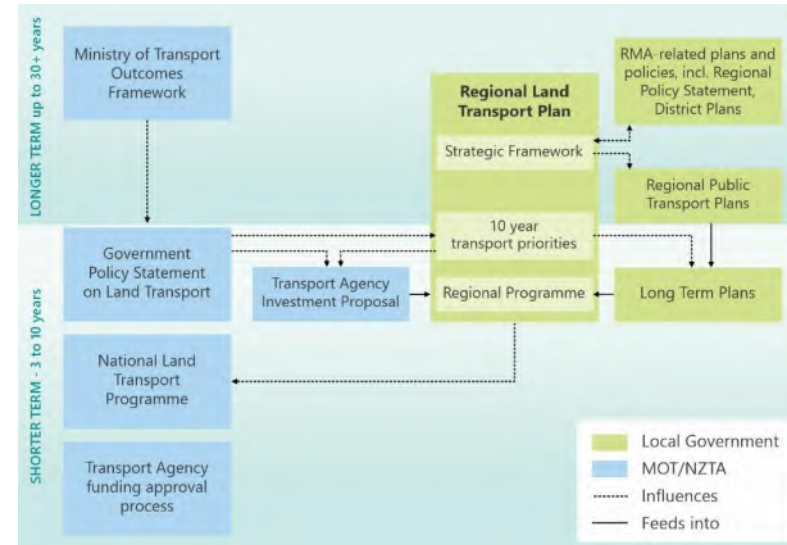 LONGER TERM up to 30+ years
Ministry of Transport
Outcomes
Framework
Regional Land
Transport Plan
Strategic Framework
RMA-related plans and
policies, incl. Regional
Policy Statement,
District Plans
Regional Public
Transport Plans
SHORTER TERM - 3 to 10 years
Government
Policy Statement
on Land Transport
Transport Agency
Investment Proposal
10 year
transport priorities
Regional Programme
Long Term Plans
National Land
Transport
Programme
Transport Agency
funding approval
process
Local Government
MOT/NZTA
Influences
Feeds into